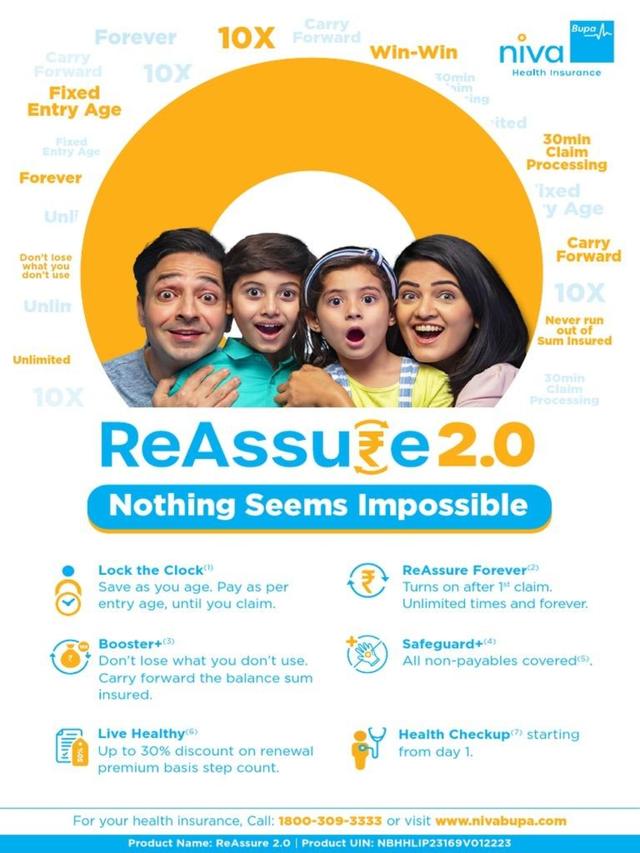 Forever
10X
Carry
Forward
Win-Win
Bupa
niva
Health Insurance
Carry
Forward
10X
30min
Fixed
Entry Age
Fixed
Entry Age
30min
Claim
Processing
Forever
Carry
Forward
Don't lose
what you
don't use
10X
Never run
out of
Sum Insured
Unlimited
10X
30min
Claim
Processing
ReAssu₹e 2.0
Nothing Seems Impossible
Lock the Clock(1)
Save as you age. Pay as per
entry age, until you claim.
ReAssure Forever(2)
Turns on after 1st claim.
Unlimited times and forever.
Booster+(3)
Don't lose what you don't use.
Carry forward the balance sum
insured.
Safeguard+(4)
All non-payables covered(5).
Live Healthy(6)
Up to 30% discount on renewal
premium basis step count.
Health Checkup(7) starting
from day 1.
For your health insurance, Call: 1800-309-3333 or visit www.nivabupa.com
Product Name: ReAssure 2.0 | Product UIN: NBHHLIP23169V012223